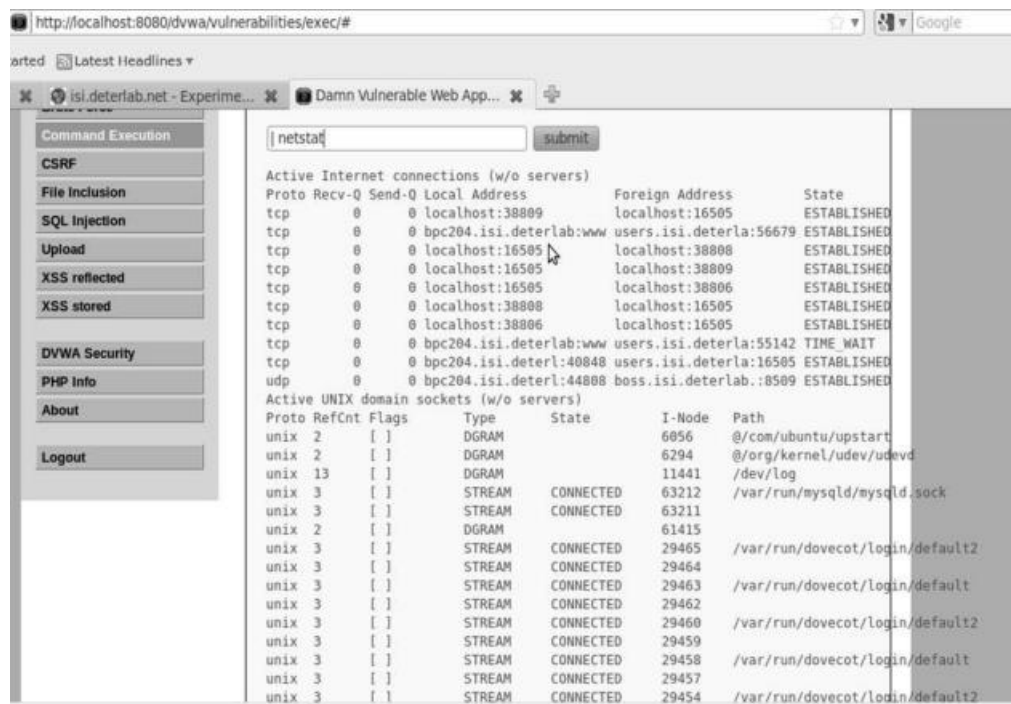 http://localhost:8080/dvwa/vulnerabilities/exec/#
Google
arted Latest Headlines
isi.deterlab.net - Experime... Damn Vulnerable Web App...
Command Execution
CSRF
File Inclusion
SQL Injection
Upload
XSS reflected
XSS stored
DVWA Security
PHP Info
About
Logout
| netstat submit
Active Internet connections (w/o servers)
Proto Recv-Q Send-Q Local Address Foreign Address State
tcp 0 0 localhost:38809 localhost:16505 ESTABLISHED
tcp 0 0 bpc204.isi.deterlab:www users.isi.deterla:56679 ESTABLISHED
tcp 0 0 localhost:16505 localhost:38808 ESTABLISHED
tcp 0 0 localhost:16505 localhost:38809 ESTABLISHED
tcp 0 0 localhost:16505 localhost:38806 ESTABLISHED
tcp 0 0 localhost:38808 localhost:16505 ESTABLISHED
tcp 0 0 localhost:38806 localhost:16505 ESTABLISHED
tcp 0 0 bpc204.isi.deterlab:www users.isi.deterla:55142 TIME_WAIT
tcp 0 0 bpc204.isi.deterl:40848 users.isi.deterla:16505 ESTABLISHED
udp 0 0 bpc204.isi.deterl:44808 boss.isi.deterlab.:8509 ESTABLISHED
Active UNIX domain sockets (w/o servers)
Proto RefCnt Flags Type State I-Node Path
unix 2 [ ] DGRAM 6056 @/com/ubuntu/upstart
unix 2 [ ] DGRAM 6294 @/org/kernel/udev/udevd
unix 13 [ ] DGRAM 11441 /dev/log
unix 3 [ ] STREAM CONNECTED 63212 /var/run/mysqld/mysqld.sock
unix 3 [ ] STREAM CONNECTED 63211
unix 2 [ ] DGRAM 61415
unix 3 [ ] STREAM CONNECTED 29465 /var/run/dovecot/login/default2
unix 3 [ ] STREAM CONNECTED 29464
unix 3 [ ] STREAM CONNECTED 29463 /var/run/dovecot/login/default
unix 3 [ ] STREAM CONNECTED 29462
unix 3 [ ] STREAM CONNECTED 29460 /var/run/dovecot/login/default2
unix 3 [ ] STREAM CONNECTED 29459
unix 3 [ ] STREAM CONNECTED 29458 /var/run/dovecot/login/default
unix 3 [ ] STREAM CONNECTED 29457
unix 3 [ ] STREAM CONNECTED 29454 /var/run/dovecot/login/default2